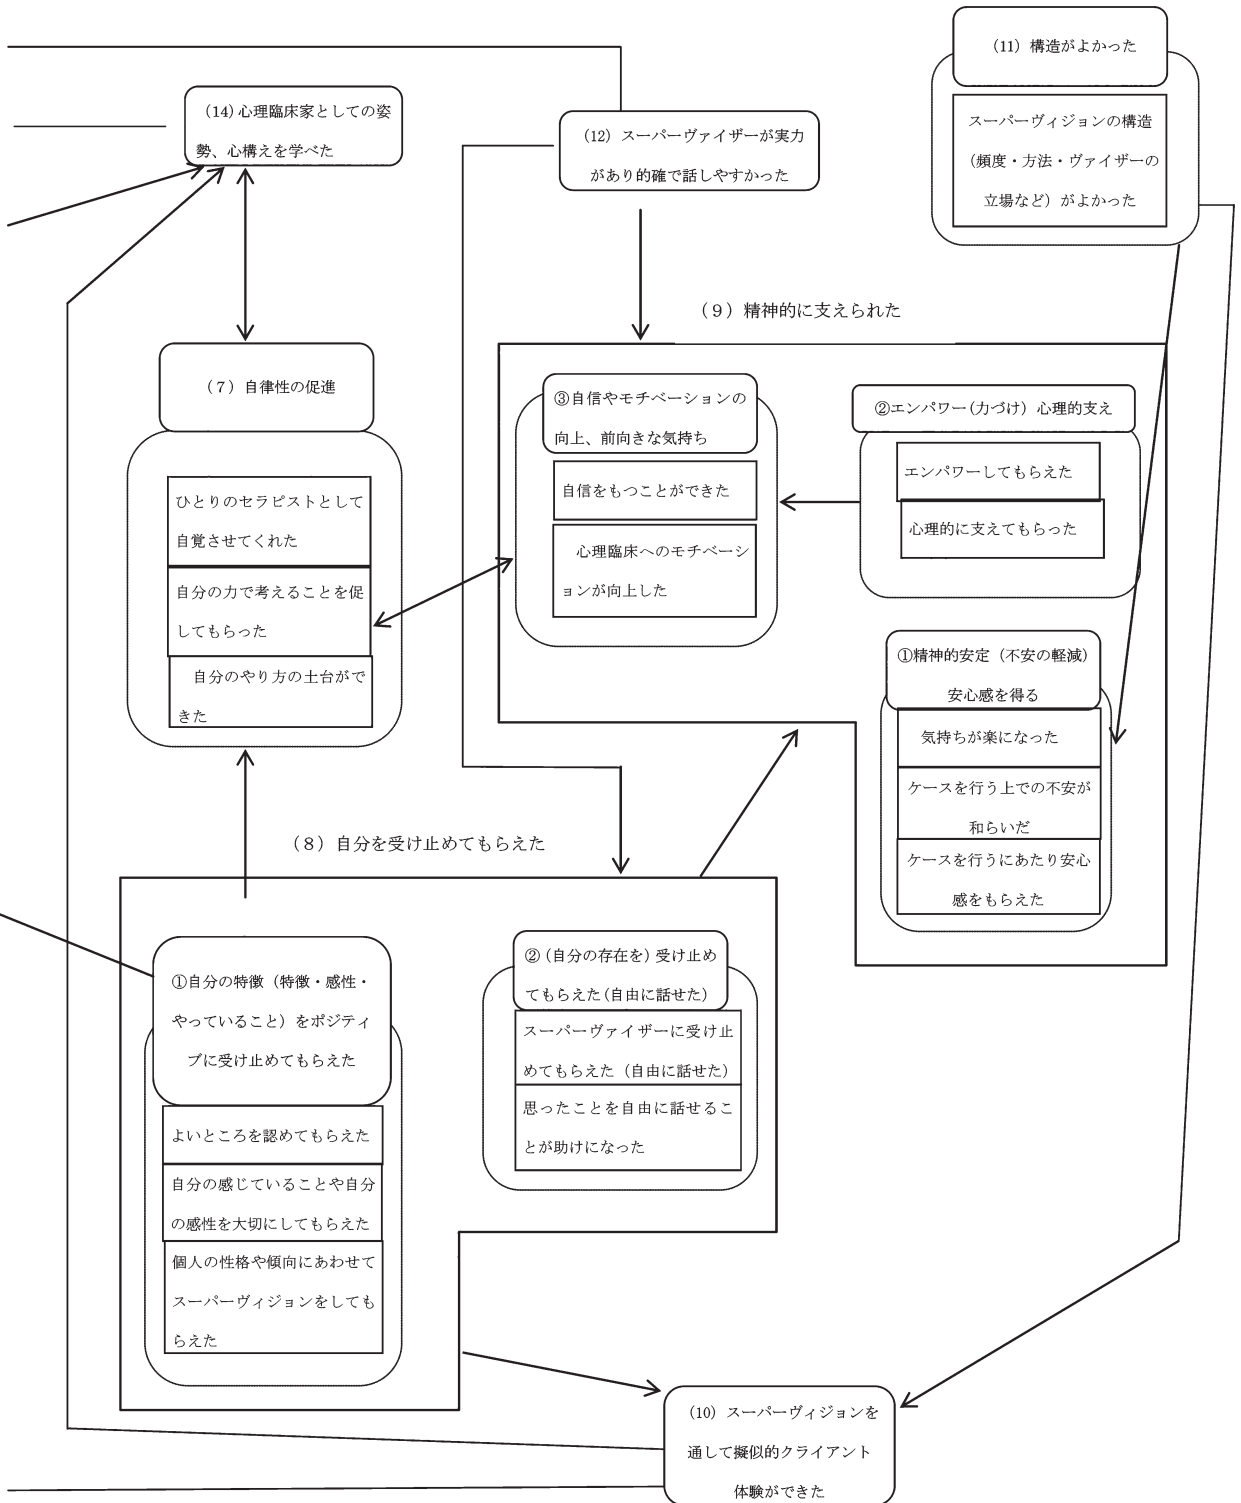 （11）構造がよかった
スーパーヴィジョンの構造
（頻度・方法・ヴァイザーの
立場など）がよかった
（14）心理臨床家としての姿
勢、心構えを学べた
（12）スーパーヴァイザーが実力
があり的確で話しやすかった
（９）精神的に支えられた
（７）自律性の促進
ひとりのセラピストとして
自覚させてくれた
自分の力で考えることを促
してもらった
自分のやり方の土台がで
きた
③自信やモチベーションの
向上、前向きな気持ち
自信をもつことができた
心理臨床へのモチベーシ
ョンが向上した
②エンパワー（力づけ）心理的支え
エンパワーしてもらえた
心理的に支えてもらった
①精神的安定（不安の軽減）
安心感を得る
気持ちが楽になった
ケースを行う上での不安が
和らいだ
ケースを行うにあたり安心
感をもらえた
（８）自分を受け止めてもらえた
①自分の特徴（特徴・感性・
やっていること）をポジティ
ブに受け止めてもらえた
よいところを認めてもらえた
自分の感じていることや自分
の感性を大切にしてもらえた
個人の性格や傾向にあわせて
スーパーヴィジョンをしても
らえた
②（自分の存在を）受け止め
てもらえた（自由に話せた）
スーパーヴァイザーに受け止
めてもらえた（自由に話せた）
思ったことを自由に話せるこ
とが助けになった
（10）スーパーヴィジョンを
通して擬似的クライアント
体験ができた